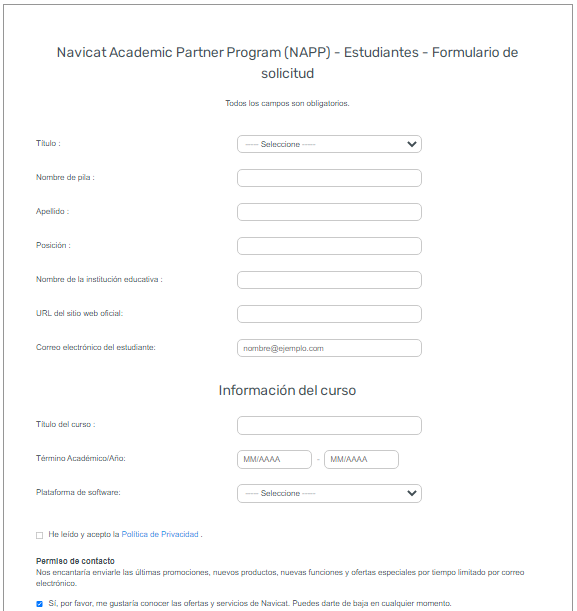 Navicat Academic Partner Program (NAPP) - Estudiantes - Formulario de
solicitud
Todos los campos son obligatorios.
Título :
----- Seleccione -----
Nombre de pila :
Apellido :
Posición :
Nombre de la institución educativa :
URL del sitio web oficial:
Correo electrónico del estudiante:
nombre@ejemplo.com
Información del curso
Título del curso :
Término Académico/Año:
MM/AAAA - MM/AAAA
Plataforma de software:
----- Seleccione -----
He leído y acepto la Política de Privacidad .
Permiso de contacto
Nos encantaría enviarle las últimas promociones, nuevos productos, nuevas funciones y ofertas especiales por tiempo limitado por correo
electrónico.
Sí, por favor, me gustaría conocer las ofertas y servicios de Navicat. Puedes darte de baja en cualquier momento.